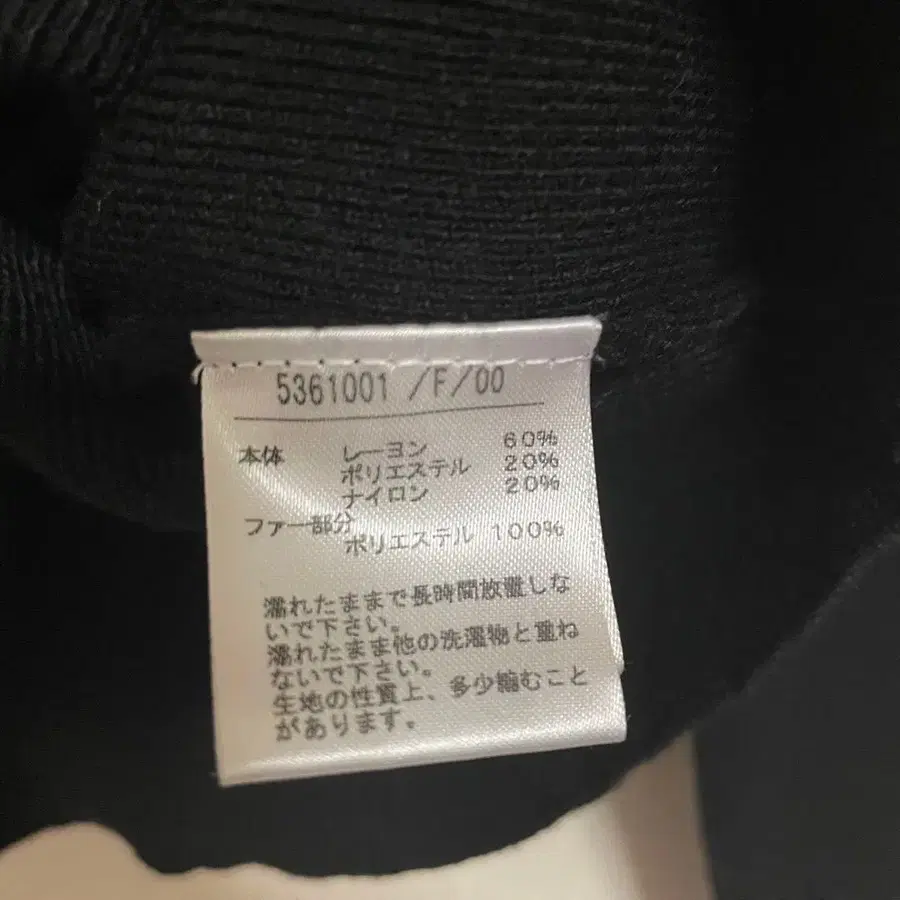 5361001 /F/00
本体 レーヨン 60%
ポリエステル 20%
ナイロン 20%
ファー部分
ポリエステル 100%
濡れたままで長時間放置しな
いで下さい。
濡れたまま他の洗濯物と重ね
ないで下さい。
生地の性質上、多少縮むこと
があります。